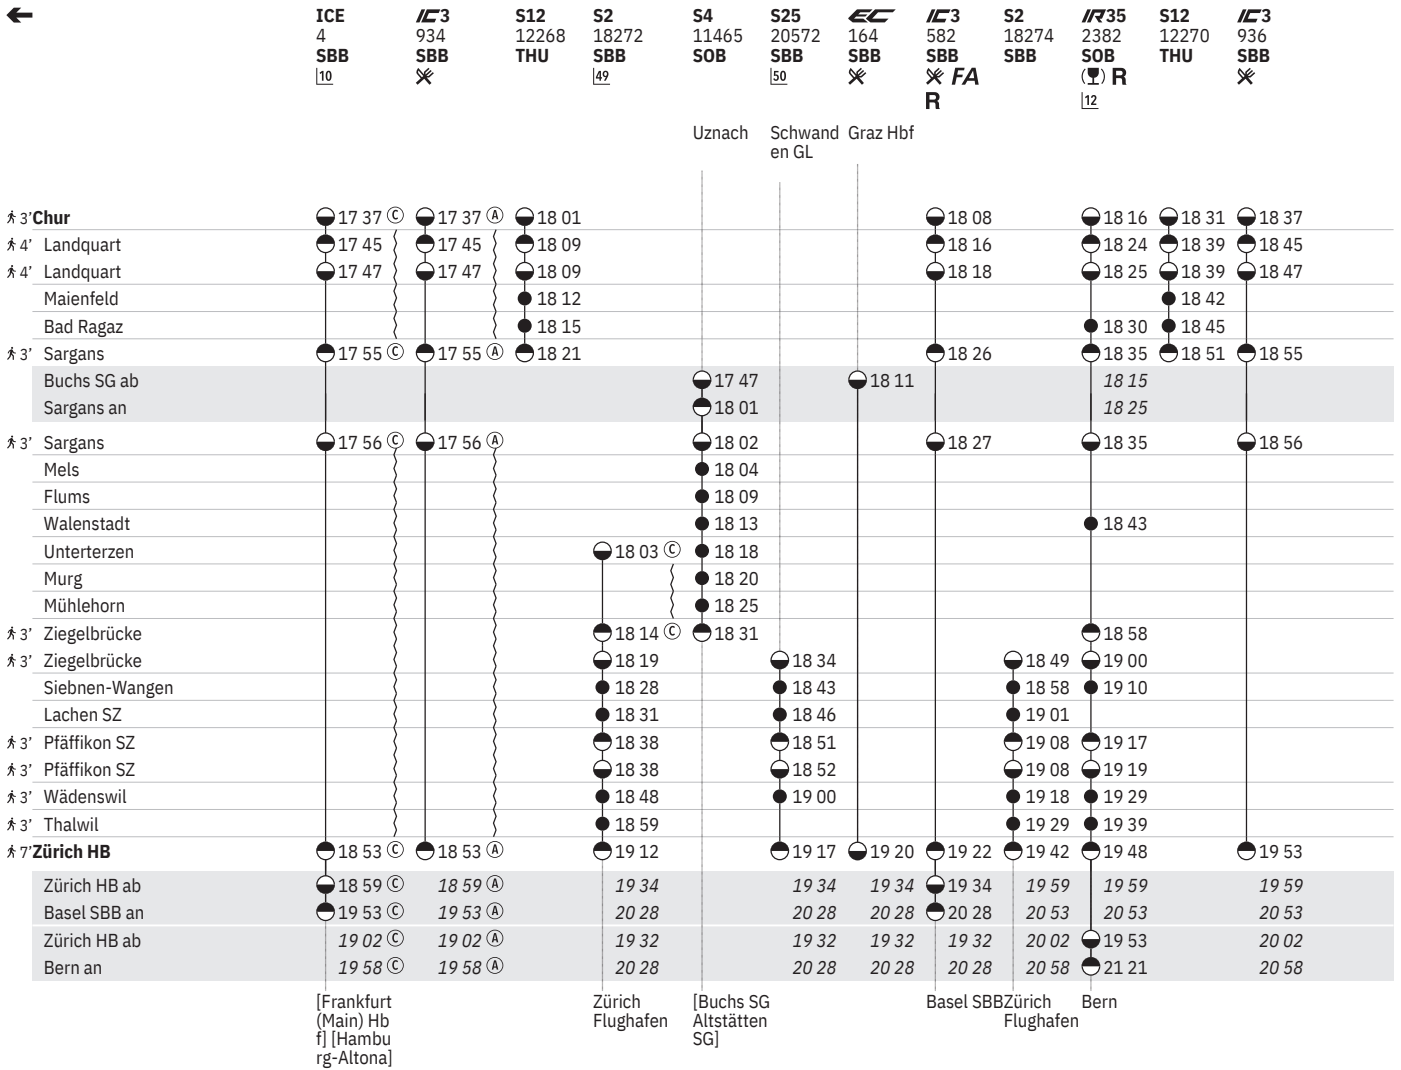 ICE IC3 S12 S2 S4 S25 EC IC3 S2 IR35 S12 IC3
4 934 12268 18272 11465 20572 164 582 18274 2382 12270 936
SBB SBB THU SBB SOB SBB SBB SBB SBB SOB THU SBB
10 49 50 FA R
R 12
Uznach Schwand Graz Hbf
en GL
3’ Chur 17 37 C 17 37 A 18 01 18 08 18 16 18 31 18 37
4’ Landquart 17 45 17 45 18 09 18 16 18 24 18 39 18 45
4’ Landquart 17 47 17 47 18 09 18 18 18 25 18 39 18 47
Maienfeld 18 12 18 42
Bad Ragaz 18 15 18 30 18 45
3’ Sargans 17 55 C 17 55 A 18 21 18 26 18 35 18 51 18 55
Buchs SG ab 17 47 18 11 18 15
Sargans an 18 01 18 25
3’ Sargans 17 56 C 17 56 A 18 02 18 27 18 35 18 56
Mels 18 04
Flums 18 09
Walenstadt 18 13 18 43
Unterterzen 18 03 C 18 18
Murg 18 20
Mühlehorn 18 25
3’ Ziegelbrücke 18 14 C 18 31 18 58
3’ Ziegelbrücke 18 19 18 34 18 49 19 00
Siebnen-Wangen 18 28 18 43 18 58 19 10
Lachen SZ 18 31 18 46 19 01
3’ Pfäffikon SZ 18 38 18 51 19 08 19 17
3’ Pfäffikon SZ 18 38 18 52 19 08 19 19
3’ Wädenswil 18 48 19 00 19 18 19 29
3’ Thalwil 18 59 19 29 19 39
7’ Zürich HB 18 53 C 18 53 A 19 12 19 17 19 20 19 22 19 42 19 48 19 53
Zürich HB ab 18 59 C 18 59 A 19 34 19 34 19 34 19 34 19 59 19 59 19 59
Basel SBB an 19 53 C 19 53 A 20 28 20 28 20 28 20 28 20 53 20 53 20 53
Zürich HB ab 19 02 C 19 02 A 19 32 19 32 19 32 19 32 20 02 19 53 20 02
Bern an 19 58 C 19 58 A 20 28 20 28 20 28 20 28 20 58 21 21 20 58
[Frankfurt Zürich [Buchs SG Basel SBB Zürich Bern
(Main) Hb Flughafen Altstätten Flughafen
f] [Hambu SG]
rg-Altona]